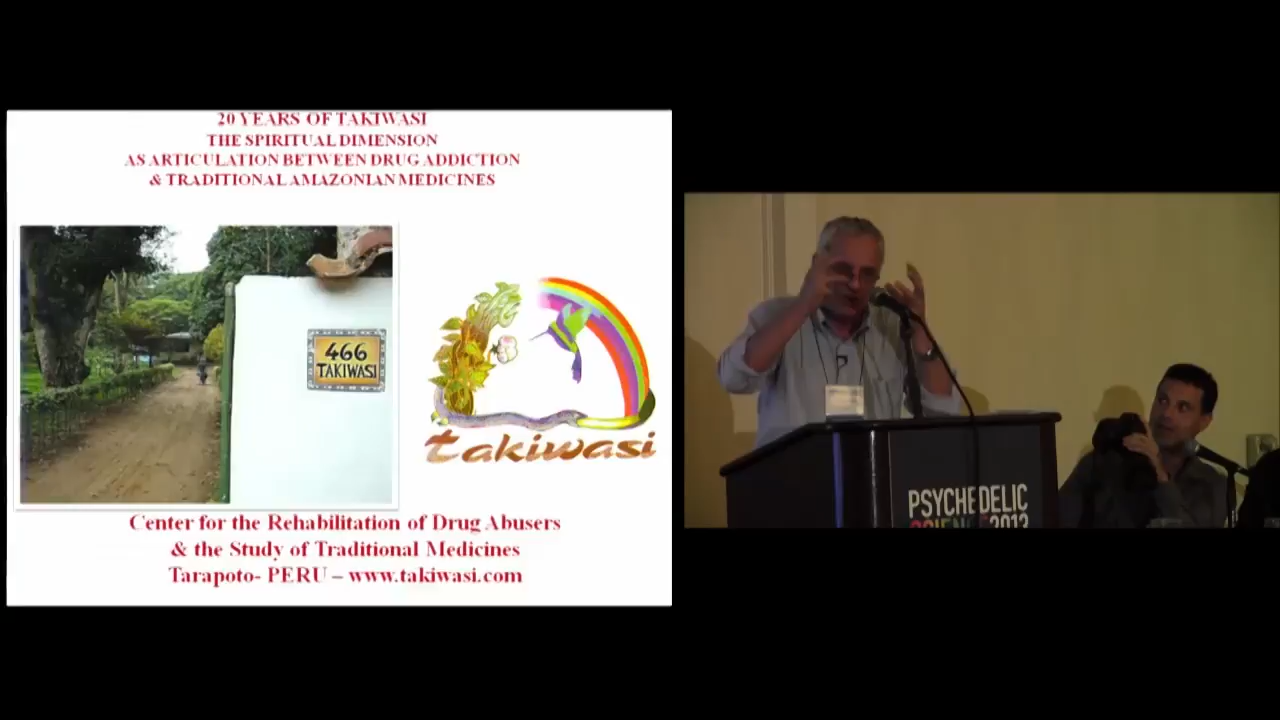 20 YEARS OF TAKIWASI
THE SPIRITUAL DIMENSION
AS ARTICULATION BETWEEN DRUG ADDICTION
& TRADITIONAL AMAZONIAN MEDICINES
466
TAKIWASI
takiwasi
Center for the Rehabilitation of Drug Abusers
& the Study of Traditional Medicines
Tarapoto- PERU – www.takiwasi.com
PSYCHEDELIC
SCIENCE2013